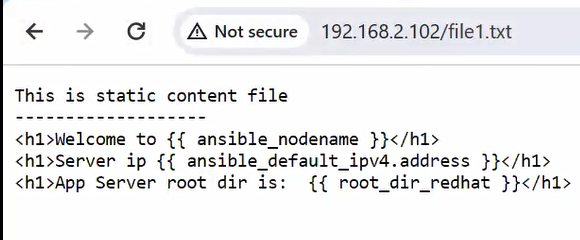 Not secure 192.168.2.102/file1.txt
This is static content file
-------------------
<h1>Welcome to {{ ansible_nodename }}</h1>
<h1>Server ip {{ ansible_default_ipv4.address }}</h1>
<h1>App Server root dir is:  {{ root_dir_redhat }}</h1>